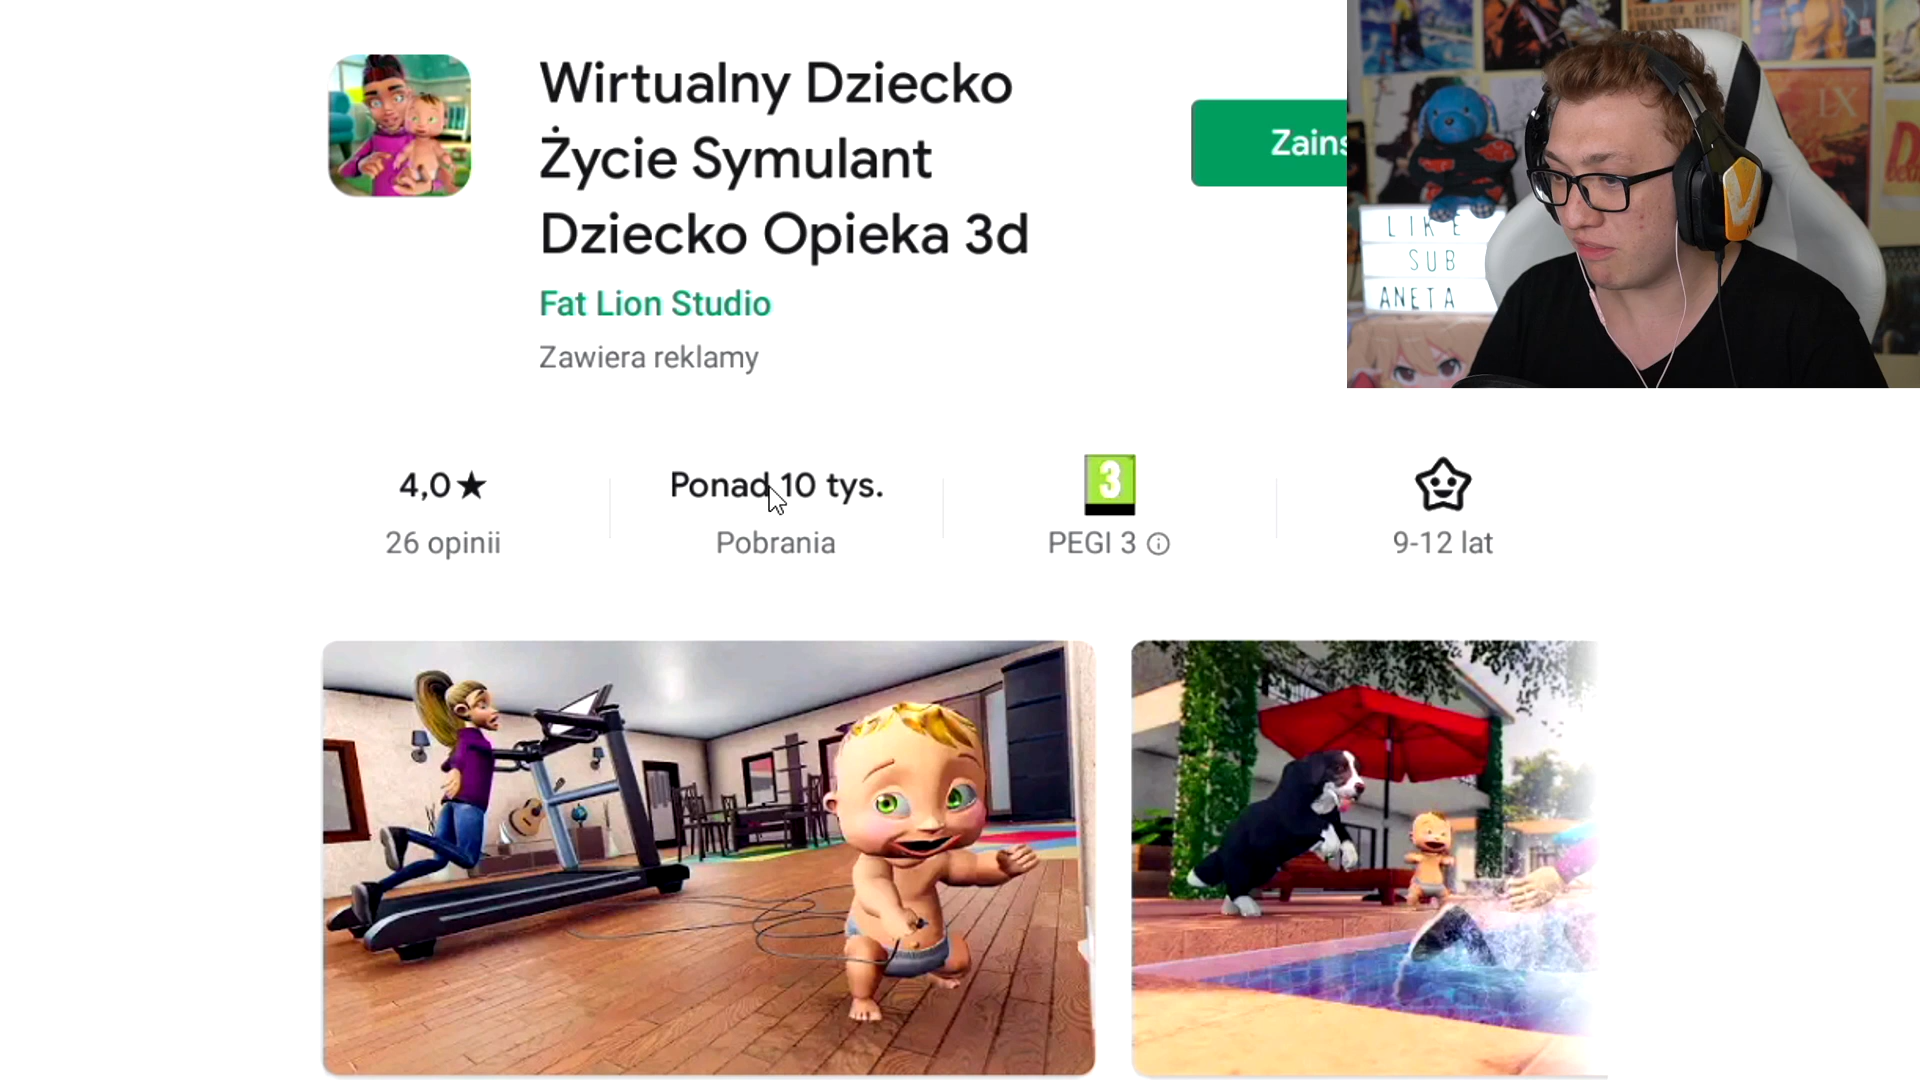 Wirtualny Dziecko
Życie Symulant
Dziecko Opieka 3d
Fat Lion Studio
Zawiera reklamy
Zains
LIKE
SUB
ANETA
LX
4,0★
Ponad 10 tys.
3
26 opinii
Pobrania
PEGI 3
9-12 lat